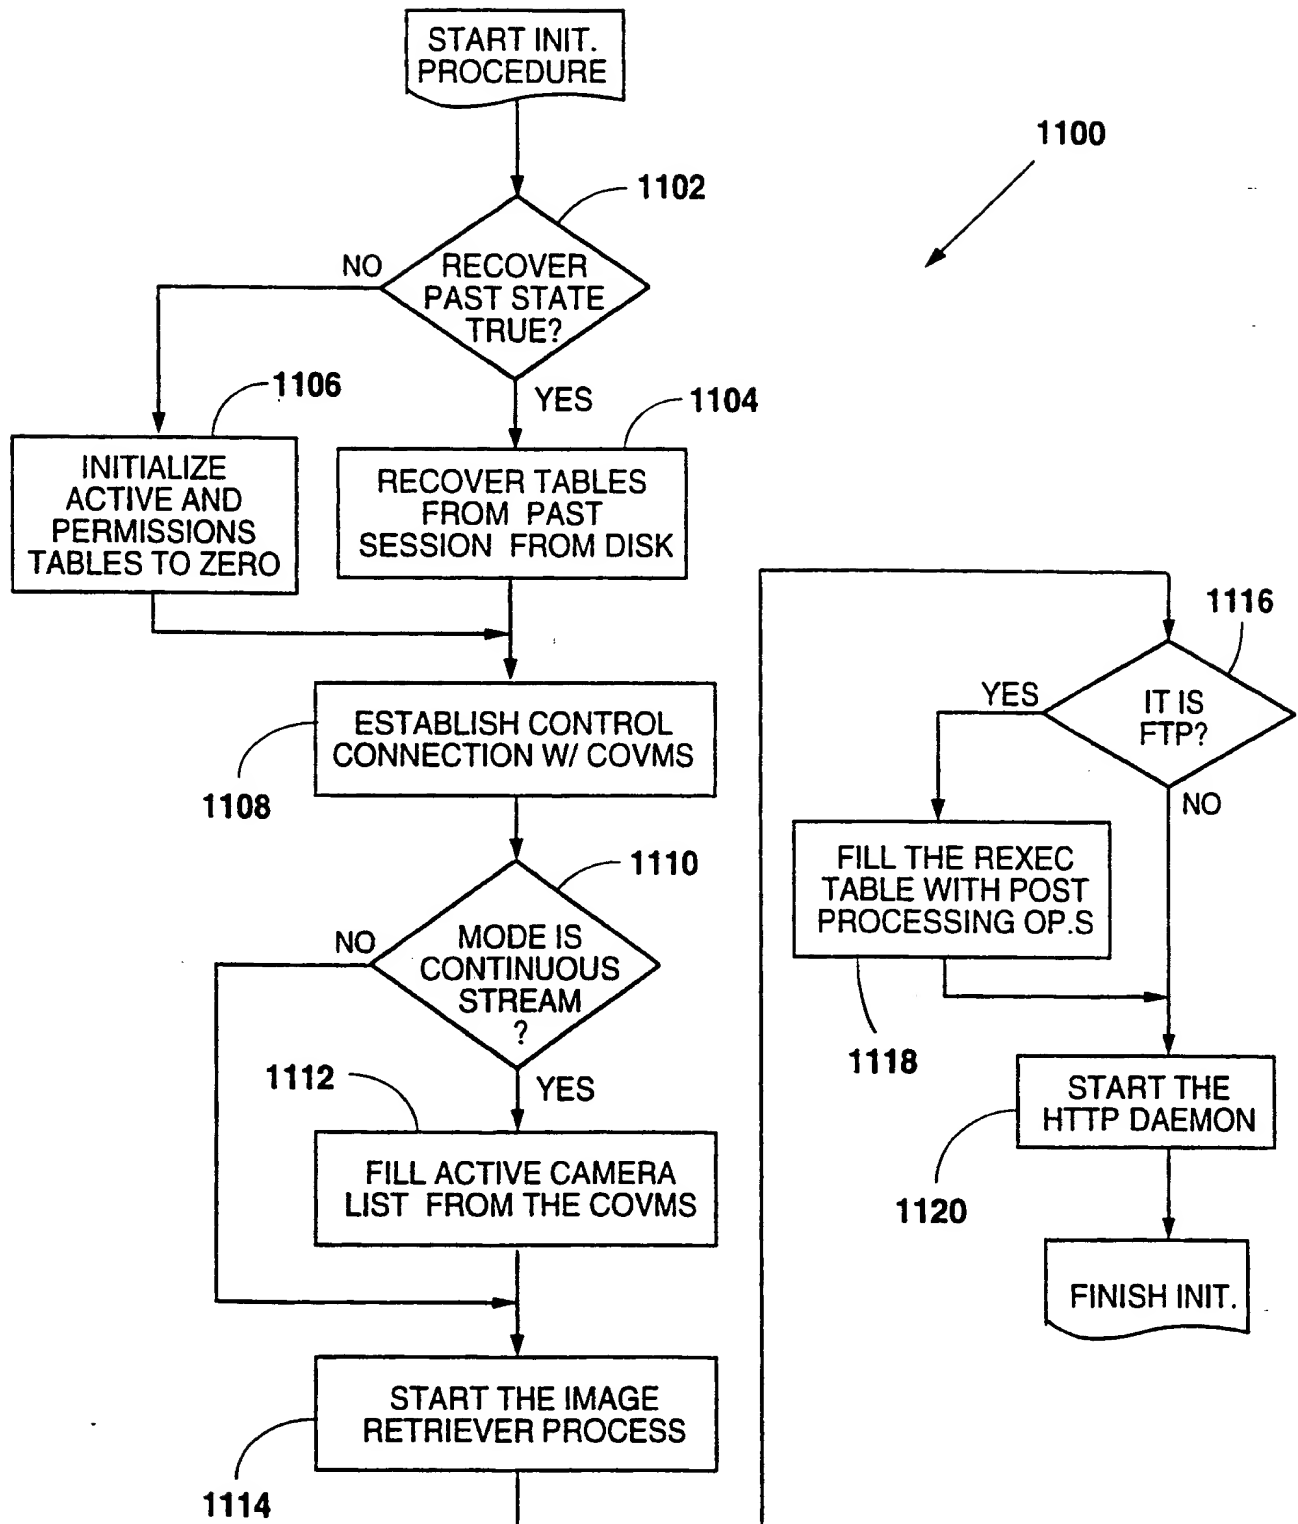 START INIT.
PROCEDURE
1100
1102
NO
RECOVER
PAST STATE
TRUE?
YES
1106
1104
INITIALIZE
ACTIVE AND
PERMISSIONS
TABLES TO ZERO
RECOVER TABLES
FROM PAST
SESSION FROM DISK
ESTABLISH CONTROL
CONNECTION W/ COVMS
1108
1110
NO
MODE IS
CONTINUOUS
STREAM
?
YES
1112
FILL ACTIVE CAMERA
LIST FROM THE COVMS
START THE IMAGE
RETRIEVER PROCESS
1114
1116
YES
IT IS
FTP?
NO
FILL THE REXEC
TABLE WITH POST
PROCESSING OP.S
1118
START THE
HTTP DAEMON
1120
FINISH INIT.